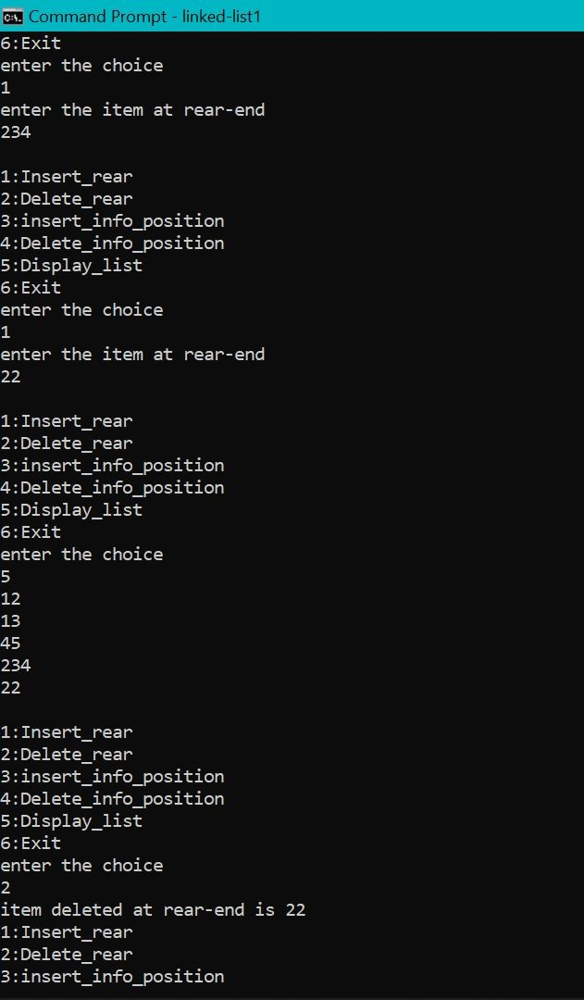 Command Prompt - linked-list1
6:Exit
enter the choice
1
enter the item at rear-end
234
1:Insert_rear
2:Delete_rear
3:insert_info_position
4:Delete_info_position
5:Display_list
6:Exit
enter the choice
1
enter the item at rear-end
22
1:Insert_rear
2:Delete_rear
3:insert_info_position
4:Delete_info_position
5:Display_list
6:Exit
enter the choice
5
12
13
45
234
22
1:Insert_rear
2:Delete_rear
3:insert_info_position
4:Delete_info_position
5:Display_list
6:Exit
enter the choice
2
item deleted at rear-end is 22
1:Insert_rear
2:Delete_rear
3:insert_info_position